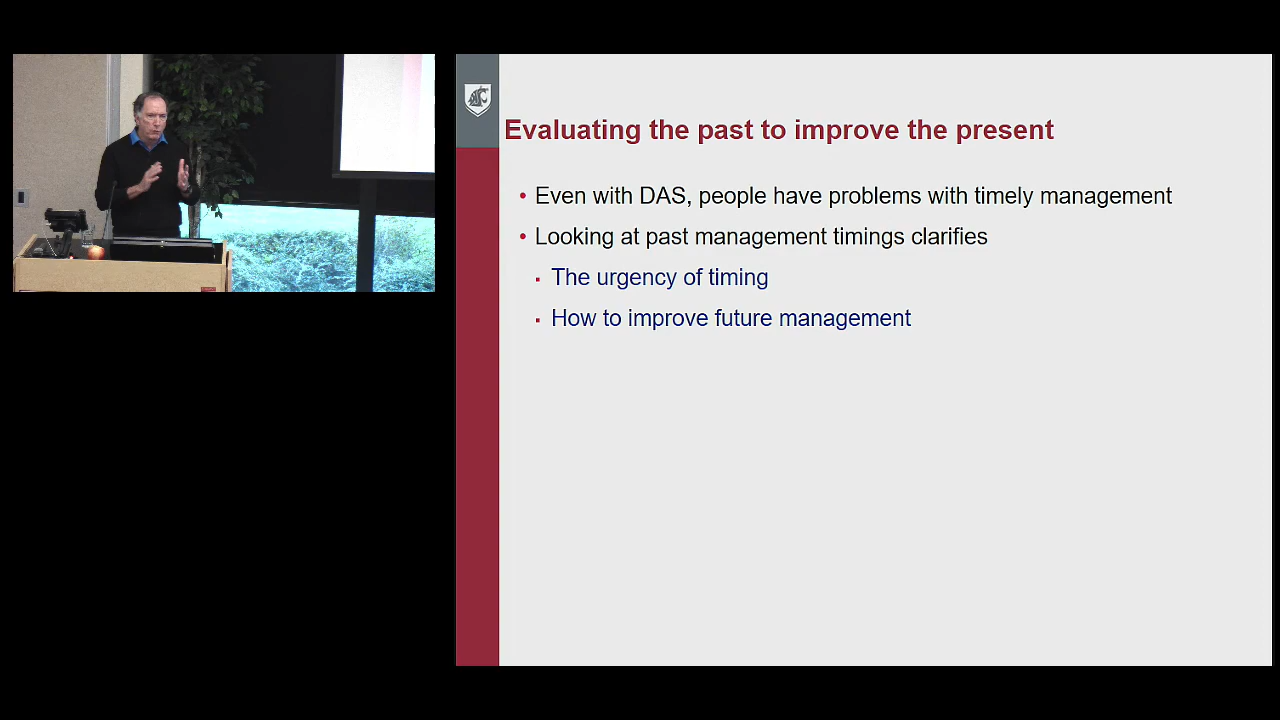 Evaluating the past to improve the present
• Even with DAS, people have problems with timely management
• Looking at past management timings clarifies
▪ The urgency of timing
▪ How to improve future management